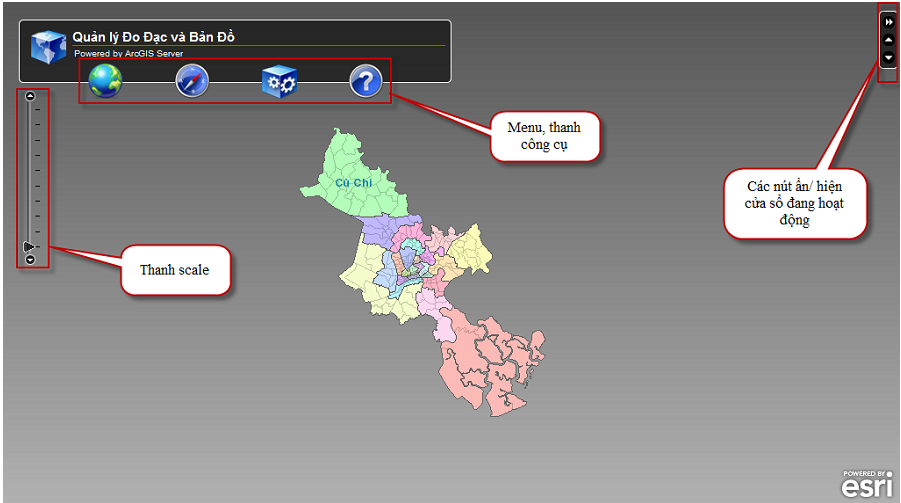 Quản lý Đo Đạc và Bản Đồ
Powered by ArcGIS Server
Menu, thanh
công cụ
Các nút ẩn/ hiện
cửa sổ đang hoạt
động
Củ Chi
Thanh scale
POWERED BY
esri